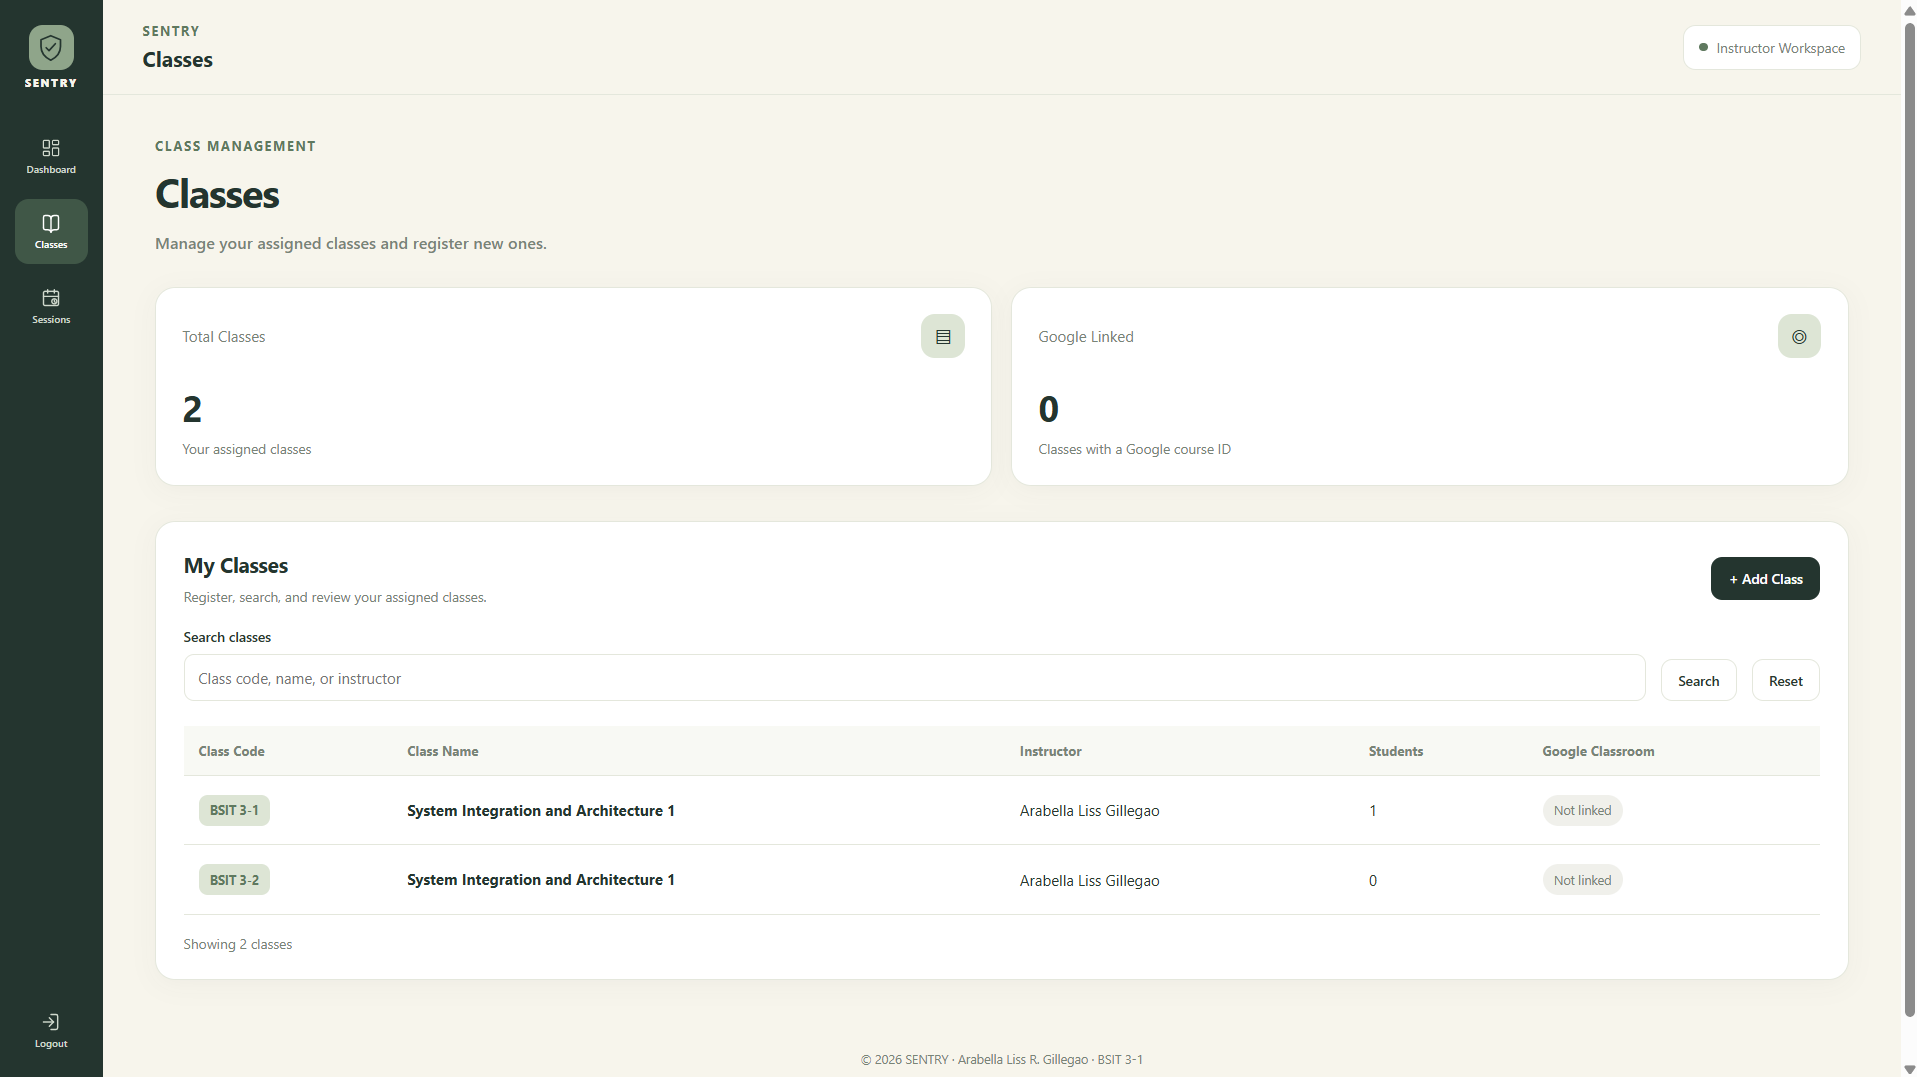 SENTRY
Dashboard
Classes
Sessions
Logout
SENTRY
Classes
Instructor Workspace
CLASS MANAGEMENT
Classes
Manage your assigned classes and register new ones.
Total Classes
2
Your assigned classes
Google Linked
0
Classes with a Google course ID
My Classes
Register, search, and review your assigned classes.
+ Add Class
Search classes
Class code, name, or instructor
Search
Reset
Class Code Class Name Instructor Students Google Classroom
BSIT 3-1 System Integration and Architecture 1 Arabella Liss Gillegao 1 Not linked
BSIT 3-2 System Integration and Architecture 1 Arabella Liss Gillegao 0 Not linked
Showing 2 classes
© 2026 SENTRY · Arabella Liss R. Gillegao · BSIT 3-1